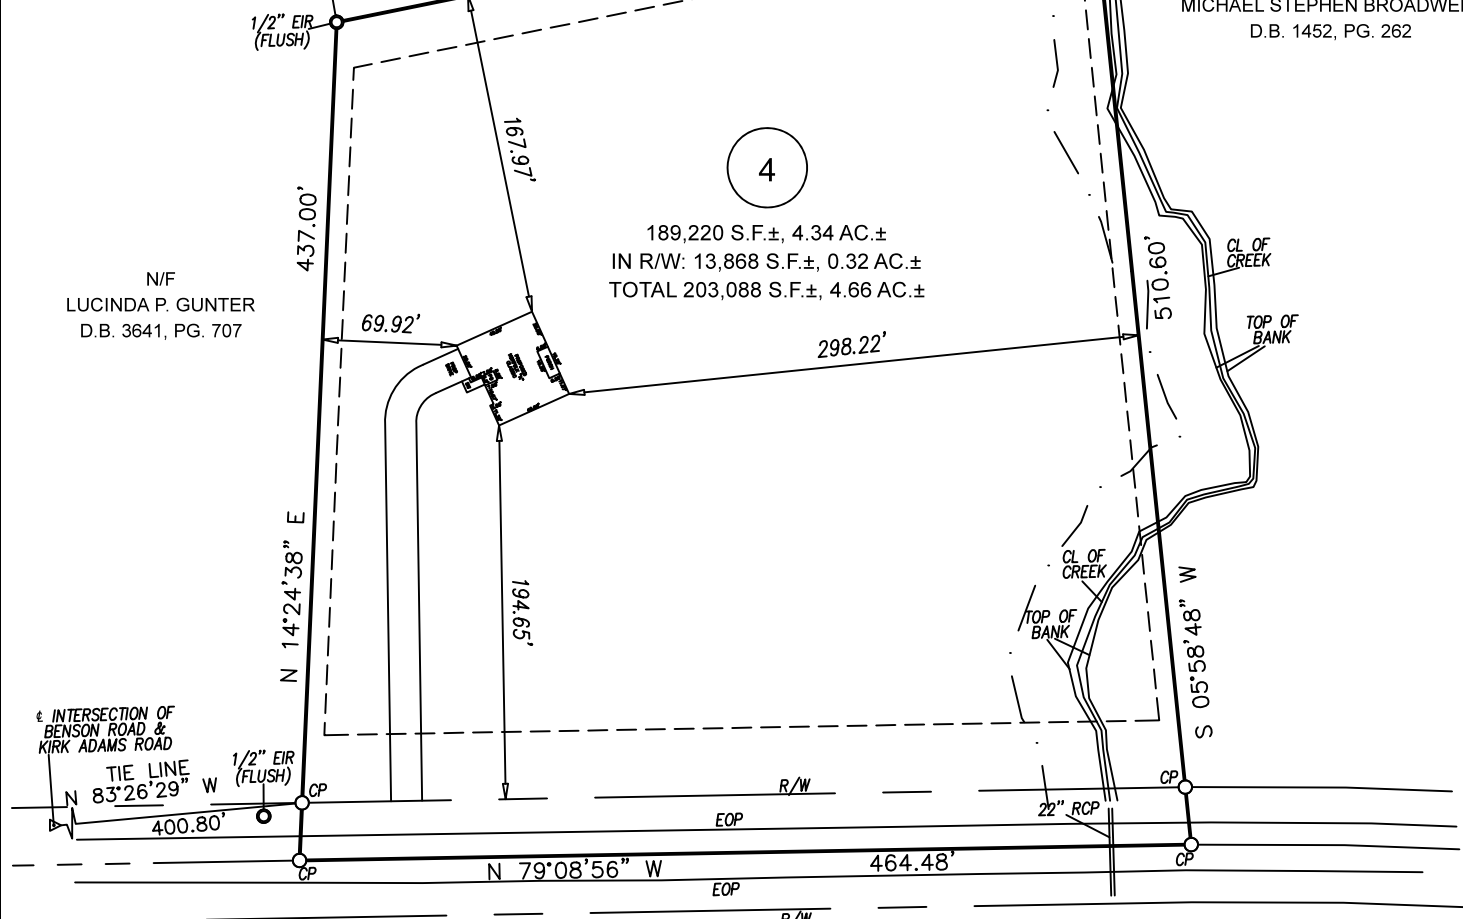 1/2" EIR
(FLUSH)
MICHAEL STEPHEN
D.B. 1452, PG. 262
167.97'
4
189,220 S.F.±, 4.34 AC.±
IN R/W: 13,868 S.F.±, 0.32 AC.±
TOTAL 203,088 S.F.±, 4.66 AC.±
437.00'
N/F
LUCINDA P. GUNTER
D.B. 3641, PG. 707
CL OF
CREEK
510.60'
69.92'
298.22'
TOP OF
BANK
N 14°24'38" E
CL OF
CREEK
194.65'
TOP OF
BANK
S 05°58'48" W
℄ INTERSECTION OF
BENSON ROAD &
KIRK ADAMS ROAD
1/2" EIR
(FLUSH)
TIE LINE
N 83°26'29" W
400.80'
CP
CP
R/W
22" RCP
EOP
CP
N 79°08'56" W 464.48'
CP
EOP
R/W